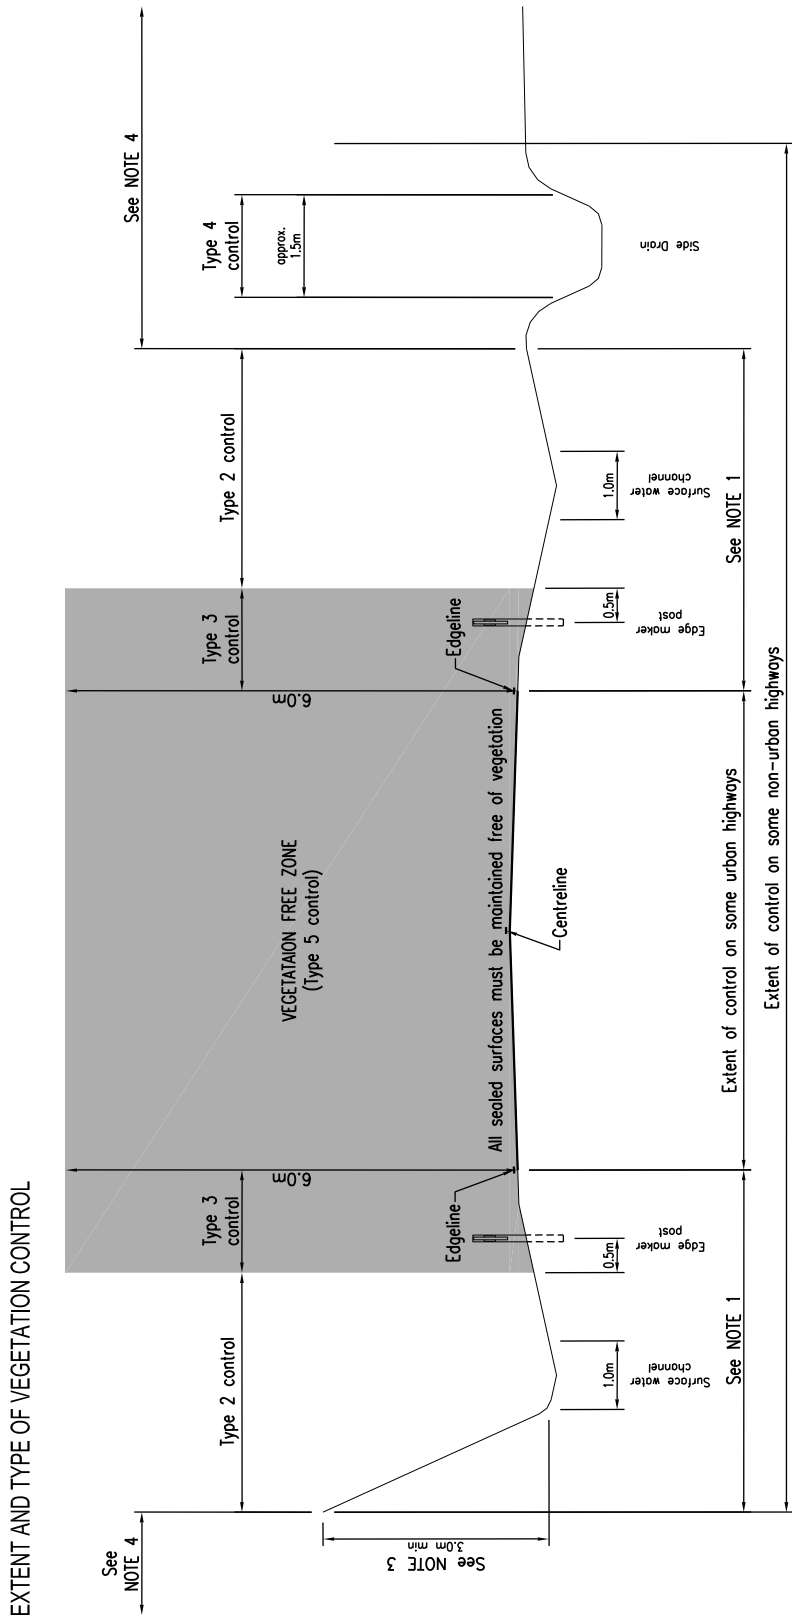 EXTENT AND TYPE OF VEGETATION CONTROL
See
NOTE 4
See NOTE 4
Type 2 control
Type 3
control
Type 3
control
Type 2 control
Type 4
control
approx.
1.5m
6.0m
6.0m
VEGETATAION FREE ZONE
(Type 5 control)
See NOTE 3
3.0m min
Edgeline
All sealed surfaces must be maintained free of vegetation
Edgeline
Centreline
Side Drain
1.0m
Surface water
channel
0.5m
Edge maker
post
0.5m
Edge maker
post
1.0m
Surface water
channel
See NOTE 1
Extent of control on some urban highways
See NOTE 1
Extent of control on some non-urban highways